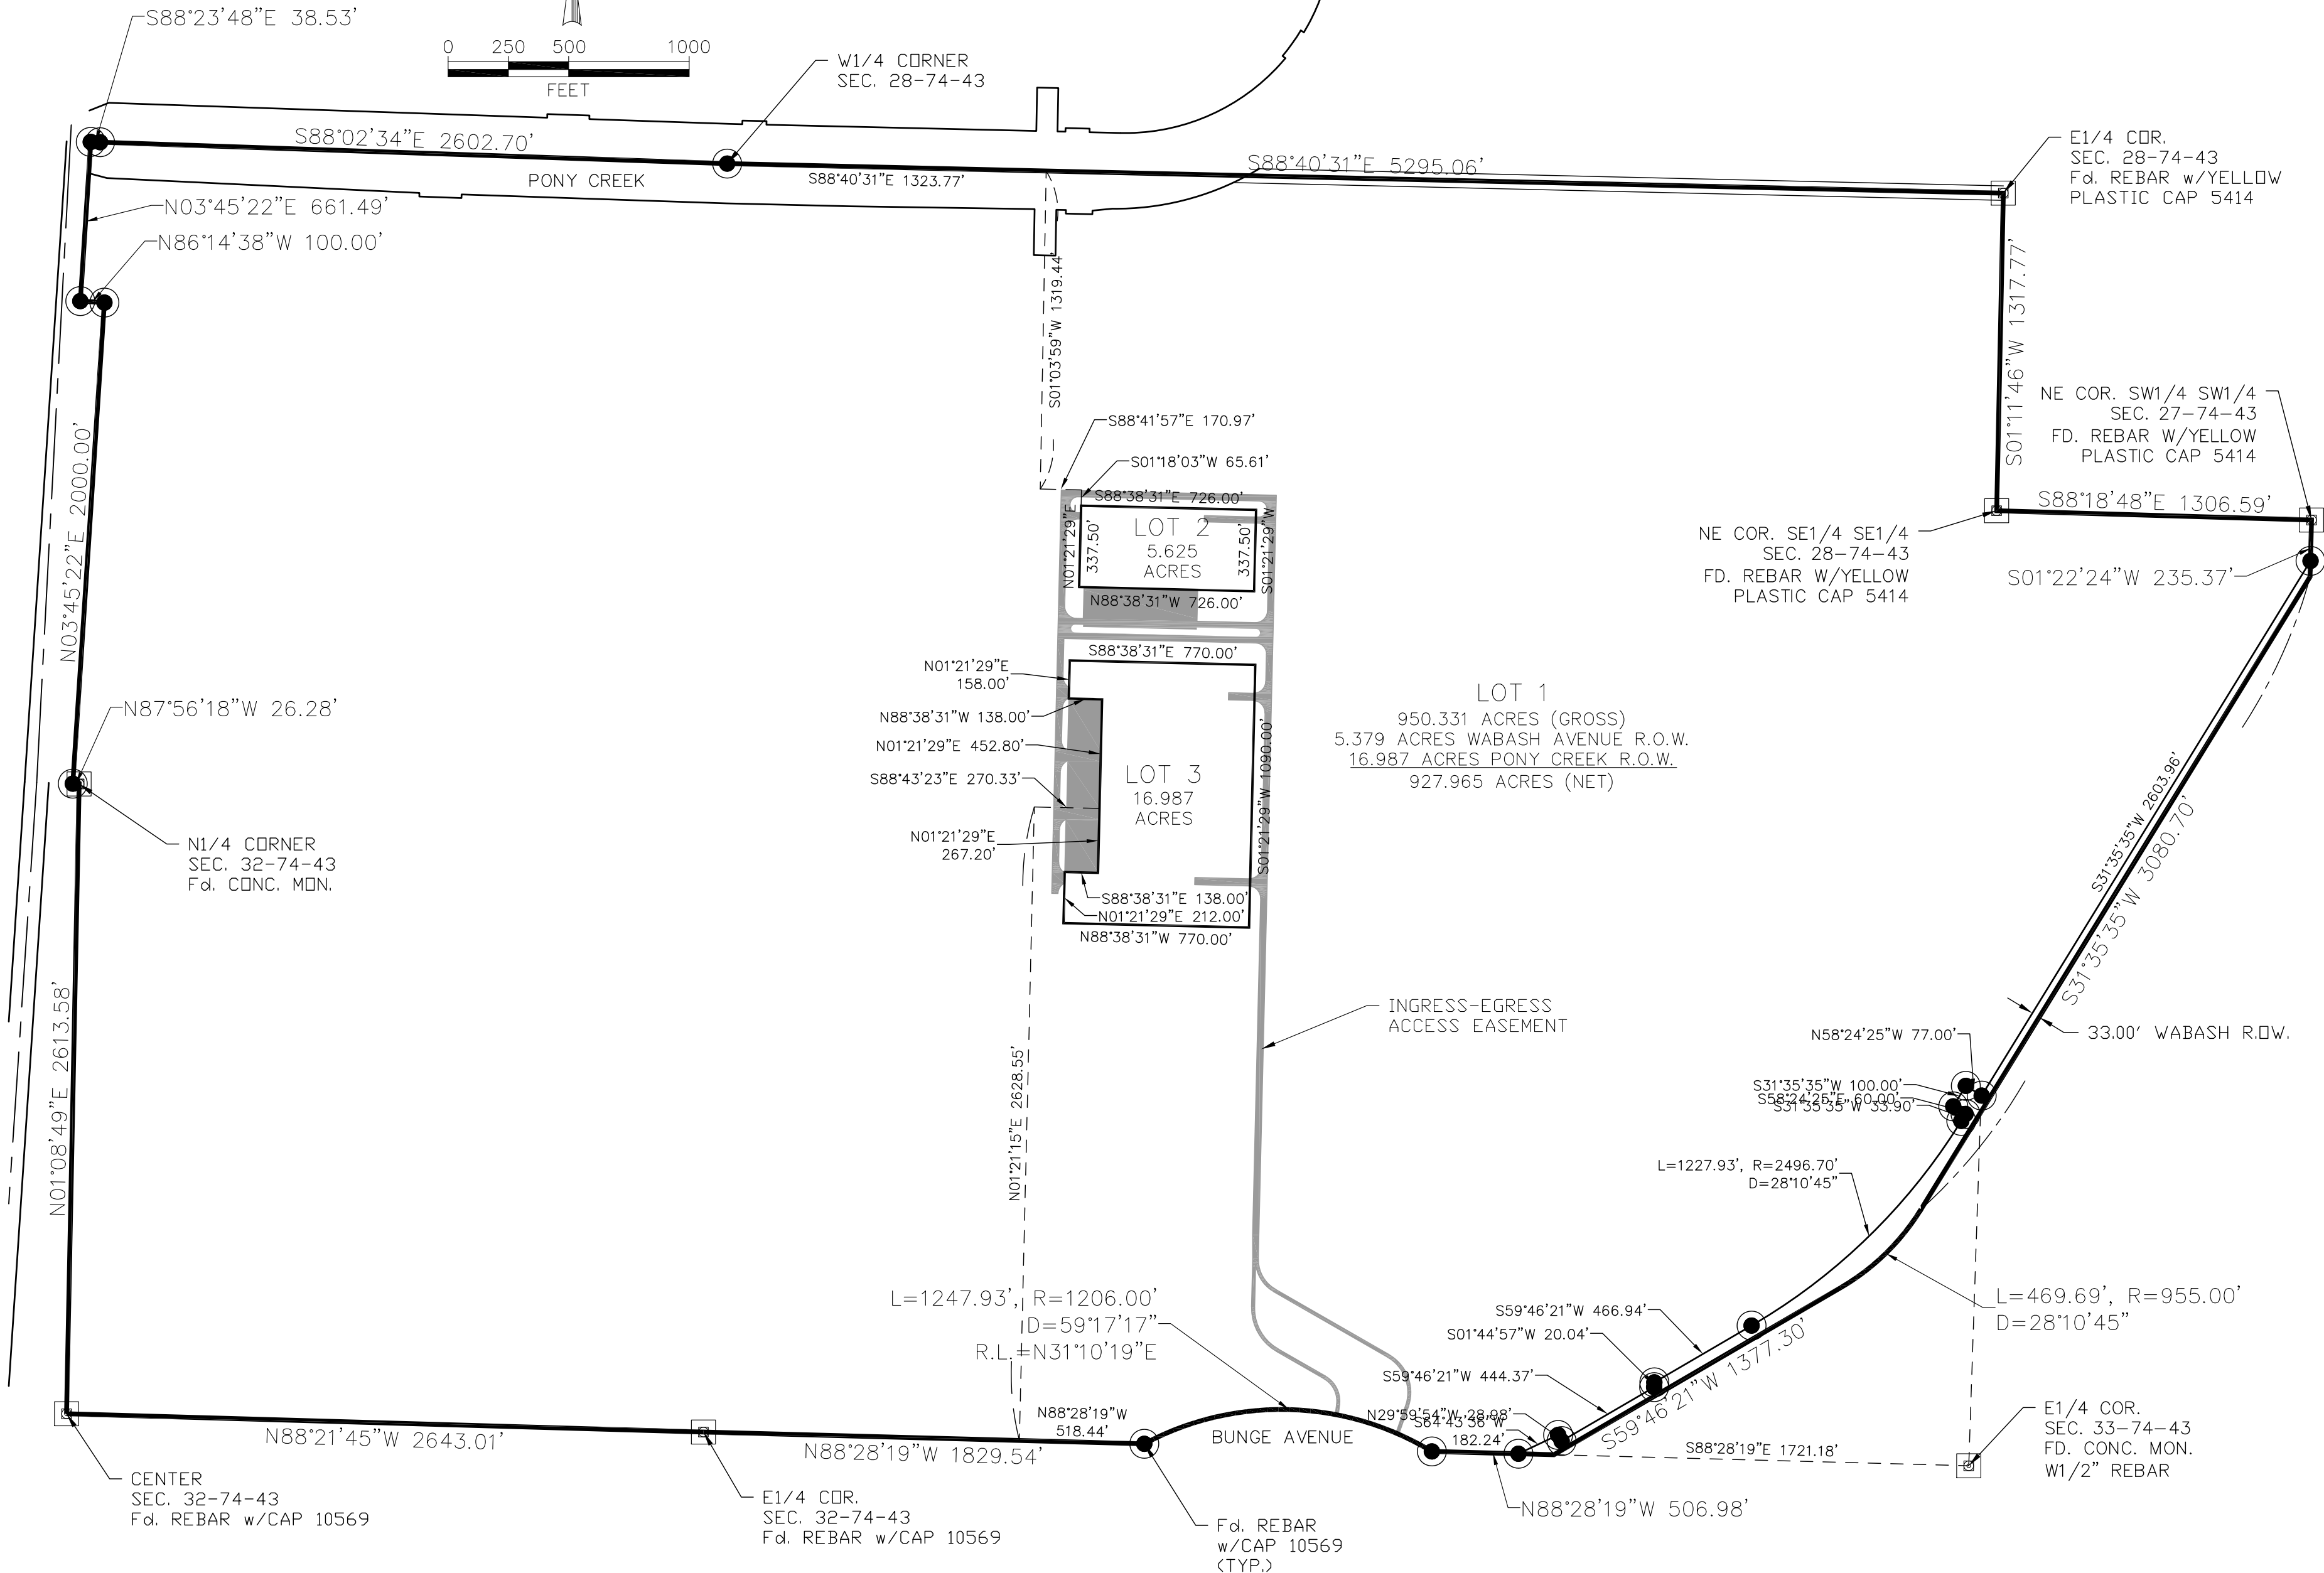 S88°23'48"E 38.53'
0 250 500 1000
FEET
W1/4 CORNER
SEC. 28-74-43
S88°02'34"E 2602.70'
PONY CREEK
S88°40'31"E 1323.77'
S88°40'31"E 5295.06'
E1/4 COR.
SEC. 28-74-43
Fd. REBAR w/YELLOW
PLASTIC CAP 5414
N03°45'22"E 661.49'
N86°14'38"W 100.00'
S01°03'59"W 1319.44'
S01°11'46"W 1317.77'
NE COR. SW1/4 SW1/4
SEC. 27-74-43
FD. REBAR W/YELLOW
PLASTIC CAP 5414
S88°18'48"E 1306.59'
NE COR. SE1/4 SE1/4
SEC. 28-74-43
FD. REBAR W/YELLOW
PLASTIC CAP 5414
S01°22'24"W 235.37'
N03°45'22"E 2000.00'
S88°41'57"E 170.97'
S01°18'03"W 65.61'
S88°38'31"E 726.00'
N01°21'29"E
337.50'
LOT 2
5.625
ACRES
337.50'
S01°21'29"W
N88°38'31"W 726.00'
S88°38'31"E 770.00'
N01°21'29"E
158.00'
N88°38'31"W 138.00'
N01°21'29"E 452.80'
S88°43'23"E 270.33'
N01°21'29"E
267.20'
LOT 3
16.987
ACRES
S01°21'29"W 1090.00'
S88°38'31"E 138.00'
N01°21'29"E 212.00'
N88°38'31"W 770.00'
LOT 1
950.331 ACRES (GROSS)
5.379 ACRES WABASH AVENUE R.O.W.
16.987 ACRES PONY CREEK R.O.W.
927.965 ACRES (NET)
N87°56'18"W 26.28'
N1/4 CORNER
SEC. 32-74-43
Fd. CONC. MON.
S31°35'35"W 2603.96'
S31°35'35"W 3080.70'
INGRESS-EGRESS
ACCESS EASEMENT
33.00' WABASH R.O.W.
N58°24'25"W 77.00'
S31°35'35"W 100.00'
S58°24'25"E 60.00'
S31°35'35"W 33.90'
N01°08'49"E 2613.58'
N01°21'15"E 2628.55'
L=1227.93', R=2496.70'
D=28°10'45"
L=469.69', R=955.00'
D=28°10'45"
L=1247.93', R=1206.00'
D=59°17'17"
R.L.=N31°10'19"E
S59°46'21"W 466.94'
S01°44'57"W 20.04'
S59°46'21"W 444.37'
S59°46'21"W 1377.30'
N29°59'54"W 28.98'
S64°43'36"W
182.24'
N88°28'19"W
518.44'
BUNGE AVENUE
S88°28'19"E 1721.18'
E1/4 COR.
SEC. 33-74-43
FD. CONC. MON.
W1/2" REBAR
N88°21'45"W 2643.01'
N88°28'19"W 1829.54'
N88°28'19"W 506.98'
CENTER
SEC. 32-74-43
Fd. REBAR w/CAP 10569
E1/4 COR.
SEC. 32-74-43
Fd. REBAR w/CAP 10569
Fd. REBAR
w/CAP 10569
(TYP.)